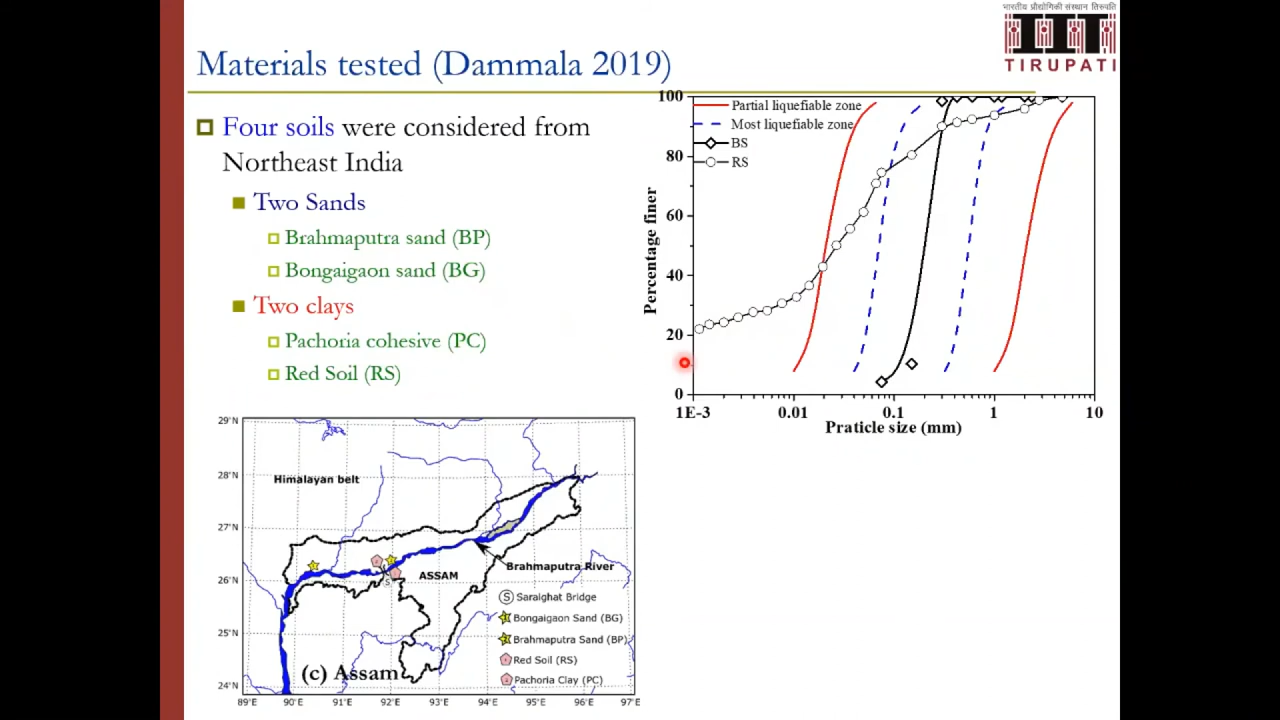 भारतीय प्रौद्योगिकी संस्थान तिरुपति
TIRUPATI
Materials tested (Dammala 2019)
Four soils were considered from
Northeast India
Two Sands
Brahmaputra sand (BP)
Bongaigaon sand (BG)
Two clays
Pachoria cohesive (PC)
Red Soil (RS)
100
80
60
40
20
0
Percentage finer
Partial liquefiable zone
Most liquefiable zone
BS
RS
1E-3 0.01 0.1 1 10
Praticle size (mm)
29°N
28°N
27°N
26°N
25°N
24°N
Himalayan belt
ASSAM
Brahmaputra River
S
S Saraighat Bridge
Bongaigaon Sand (BG)
Brahmaputra Sand (BP)
Red Soil (RS)
Pachoria Clay (PC)
(c) Assam
89°E 90°E 91°E 92°E 93°E 94°E 95°E 96°E 97°E